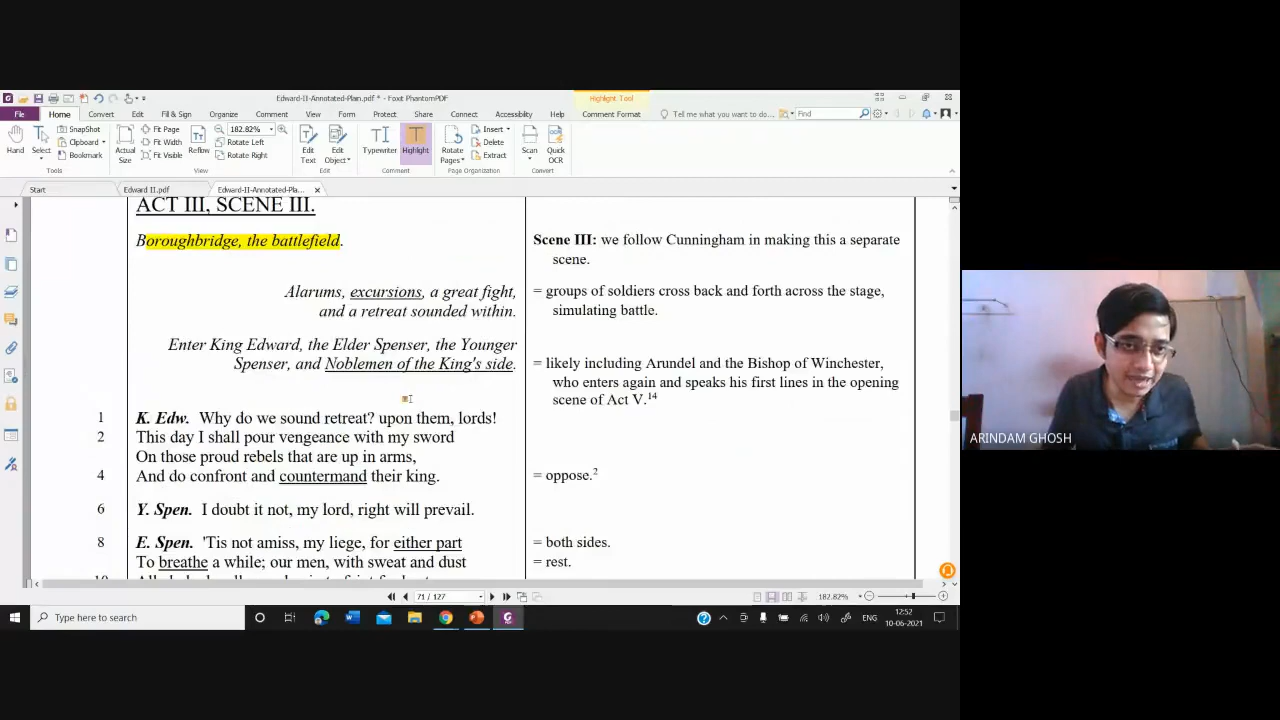 Edward-II-Annotated-Plain.pdf * - Foxit PhantomPDF
Highlight Tool
File Home Convert Edit Fill & Sign Organize Comment View Form Protect Share Connect Accessibility Help Comment Format Tell me what you want to do... Find
Hand Select SnapShot Clipboard Bookmark Actual Size Fit Page Fit Width Fit Visible Reflow 182.82% Rotate Left Rotate Right Edit Text Edit Object Typewriter Highlight Rotate Pages Insert Delete Extract Scan Quick OCR
Tools View Edit Comment Page Organization Convert
Start Edward II.pdf Edward-II-Annotated-Pla...
ACT III, SCENE III.
Boroughbridge, the battlefield.
Scene III: we follow Cunningham in making this a separate
scene.
Alarums, excursions, a great fight,
= groups of soldiers cross back and forth across the stage,
and a retreat sounded within.
simulating battle.
Enter King Edward, the Elder Spenser, the Younger
Spenser, and Noblemen of the King's side.
= likely including Arundel and the Bishop of Winchester,
who enters again and speaks his first lines in the opening
scene of Act V.14
1 K. Edw. Why do we sound retreat? upon them, lords!
2 This day I shall pour vengeance with my sword
On those proud rebels that are up in arms,
4 And do confront and countermand their king.
= oppose.2
6 Y. Spen. I doubt it not, my lord, right will prevail.
8 E. Spen. 'Tis not amiss, my liege, for either part
= both sides.
To breathe a while; our men, with sweat and dust
= rest.
71 / 127
182.82%
Type here to search
ENG
12:52
10-06-2021
ARINDAM GHOSH